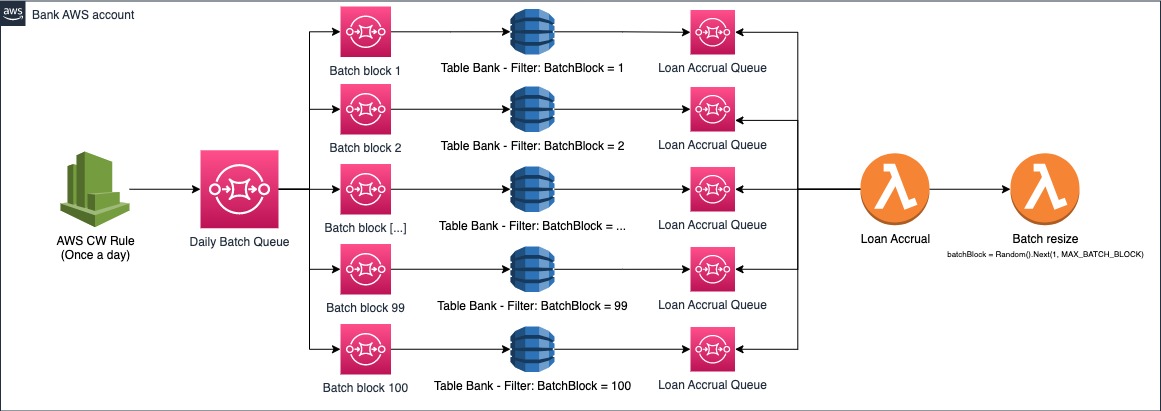 aws
Bank AWS account
Batch block 1
Table Bank - Filter: BatchBlock = 1
Loan Accrual Queue
Batch block 2
Table Bank - Filter: BatchBlock = 2
Loan Accrual Queue
AWS CW Rule
(Once a day)
Daily Batch Queue
Batch block [...]
Table Bank - Filter: BatchBlock = ...
Loan Accrual Queue
Loan Accrual
Batch resize
batchBlock = Random().Next(1, MAX_BATCH_BLOCK)
Batch block 99
Table Bank - Filter: BatchBlock = 99
Loan Accrual Queue
Batch block 100
Table Bank - Filter: BatchBlock = 100
Loan Accrual Queue